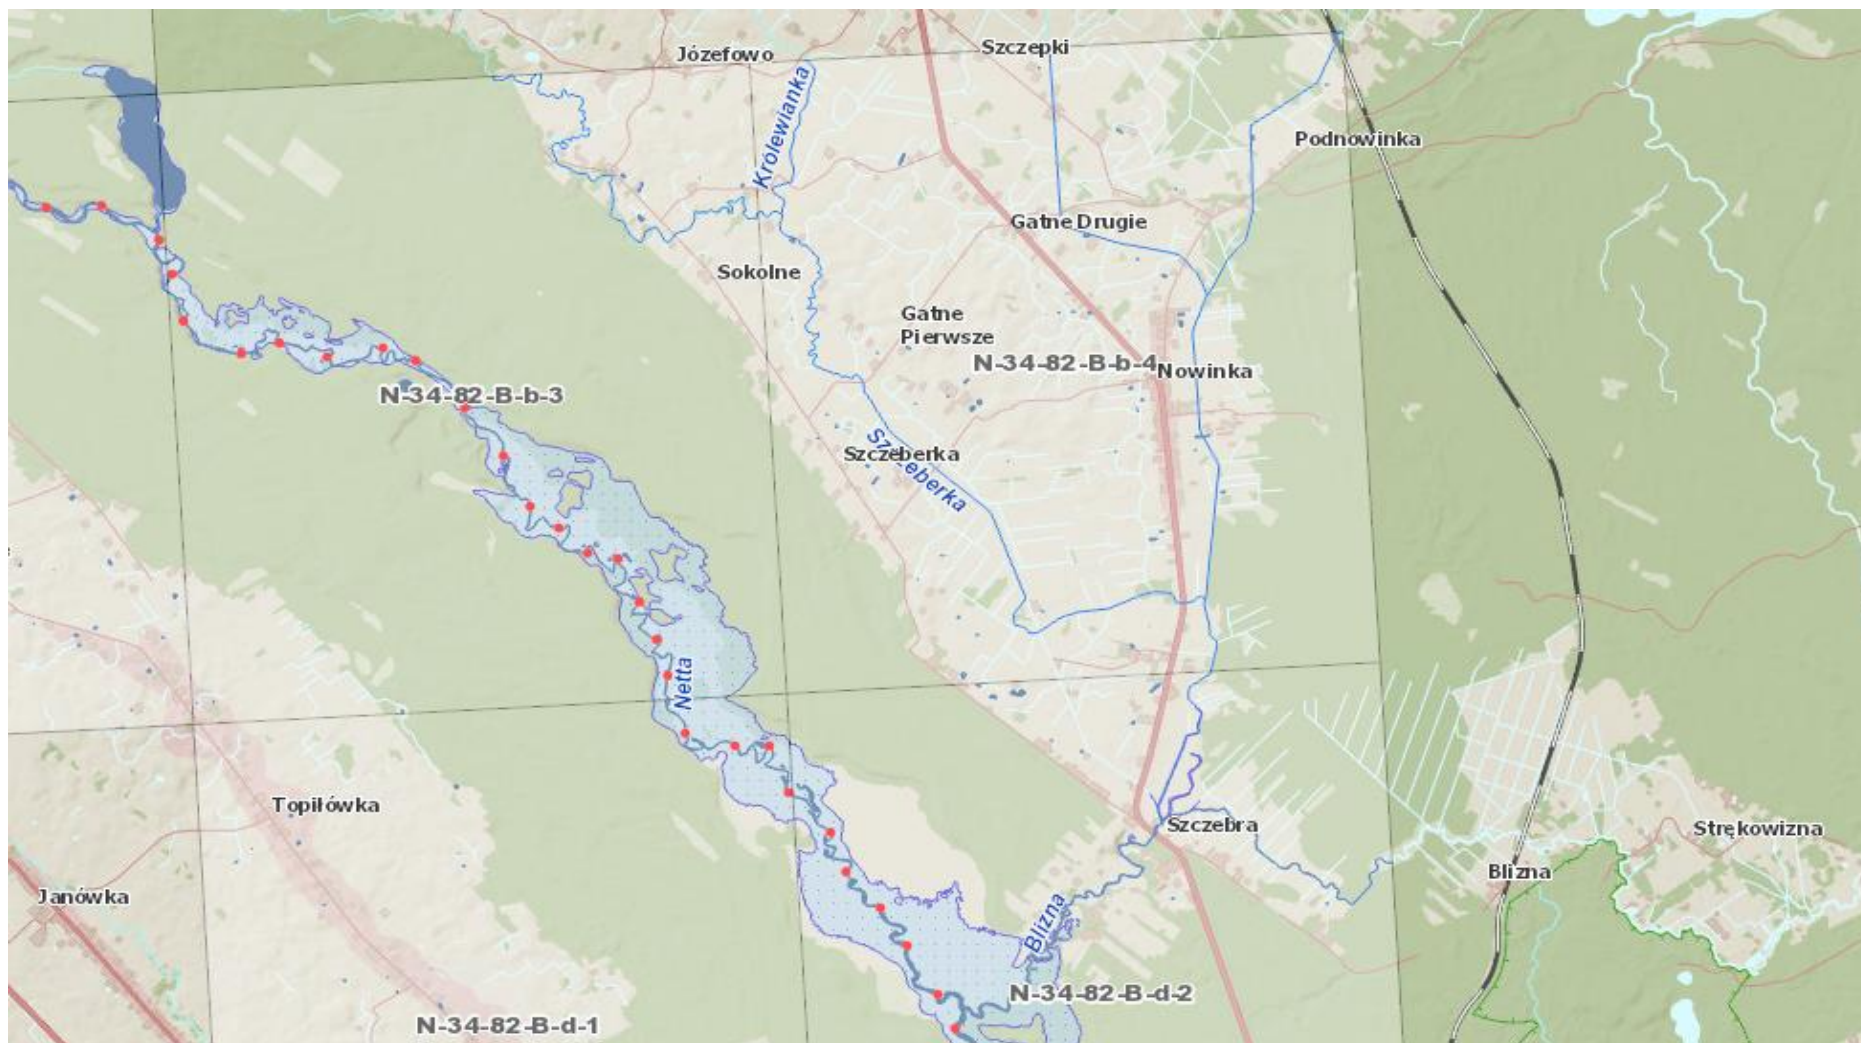 Józefowo
Szczepki
Królewianka
Podnowinka
Gatne Drugie
Sokolne
Gatne
Pierwsze
N-34-82-B-b-4
Nowinka
N-34-82-B-b-3
Szczeberka
Szczeberka
Netta
Topiłówka
Szczebra
Strękowizna
Blizna
Janówka
Blizna
N-34-82-B-d-2
N-34-82-B-d-1